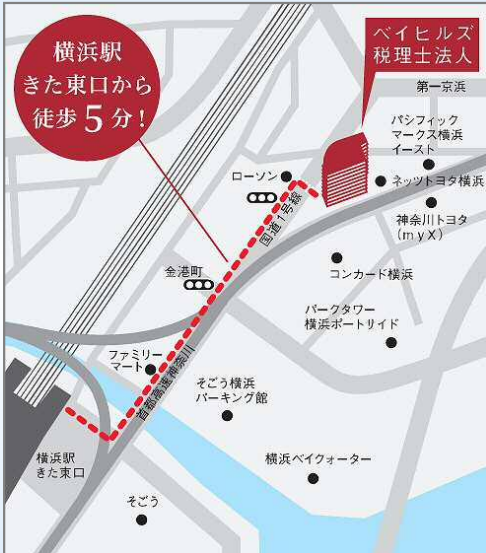 横浜駅
きた東口から
徒歩5分!
ベイヒルズ
税理士法人
第一京浜
パシフィック
マークス横浜
イースト
ローソン
ネッツトヨタ横浜
国道1号線
神奈川トヨタ
(myX)
金港町
コンカード横浜
パークタワー
横浜ポートサイド
ファミリー
マート
首都高速神奈川
そごう横浜
パーキング館
横浜駅
きた東口
横浜ベイクォーター
そごう